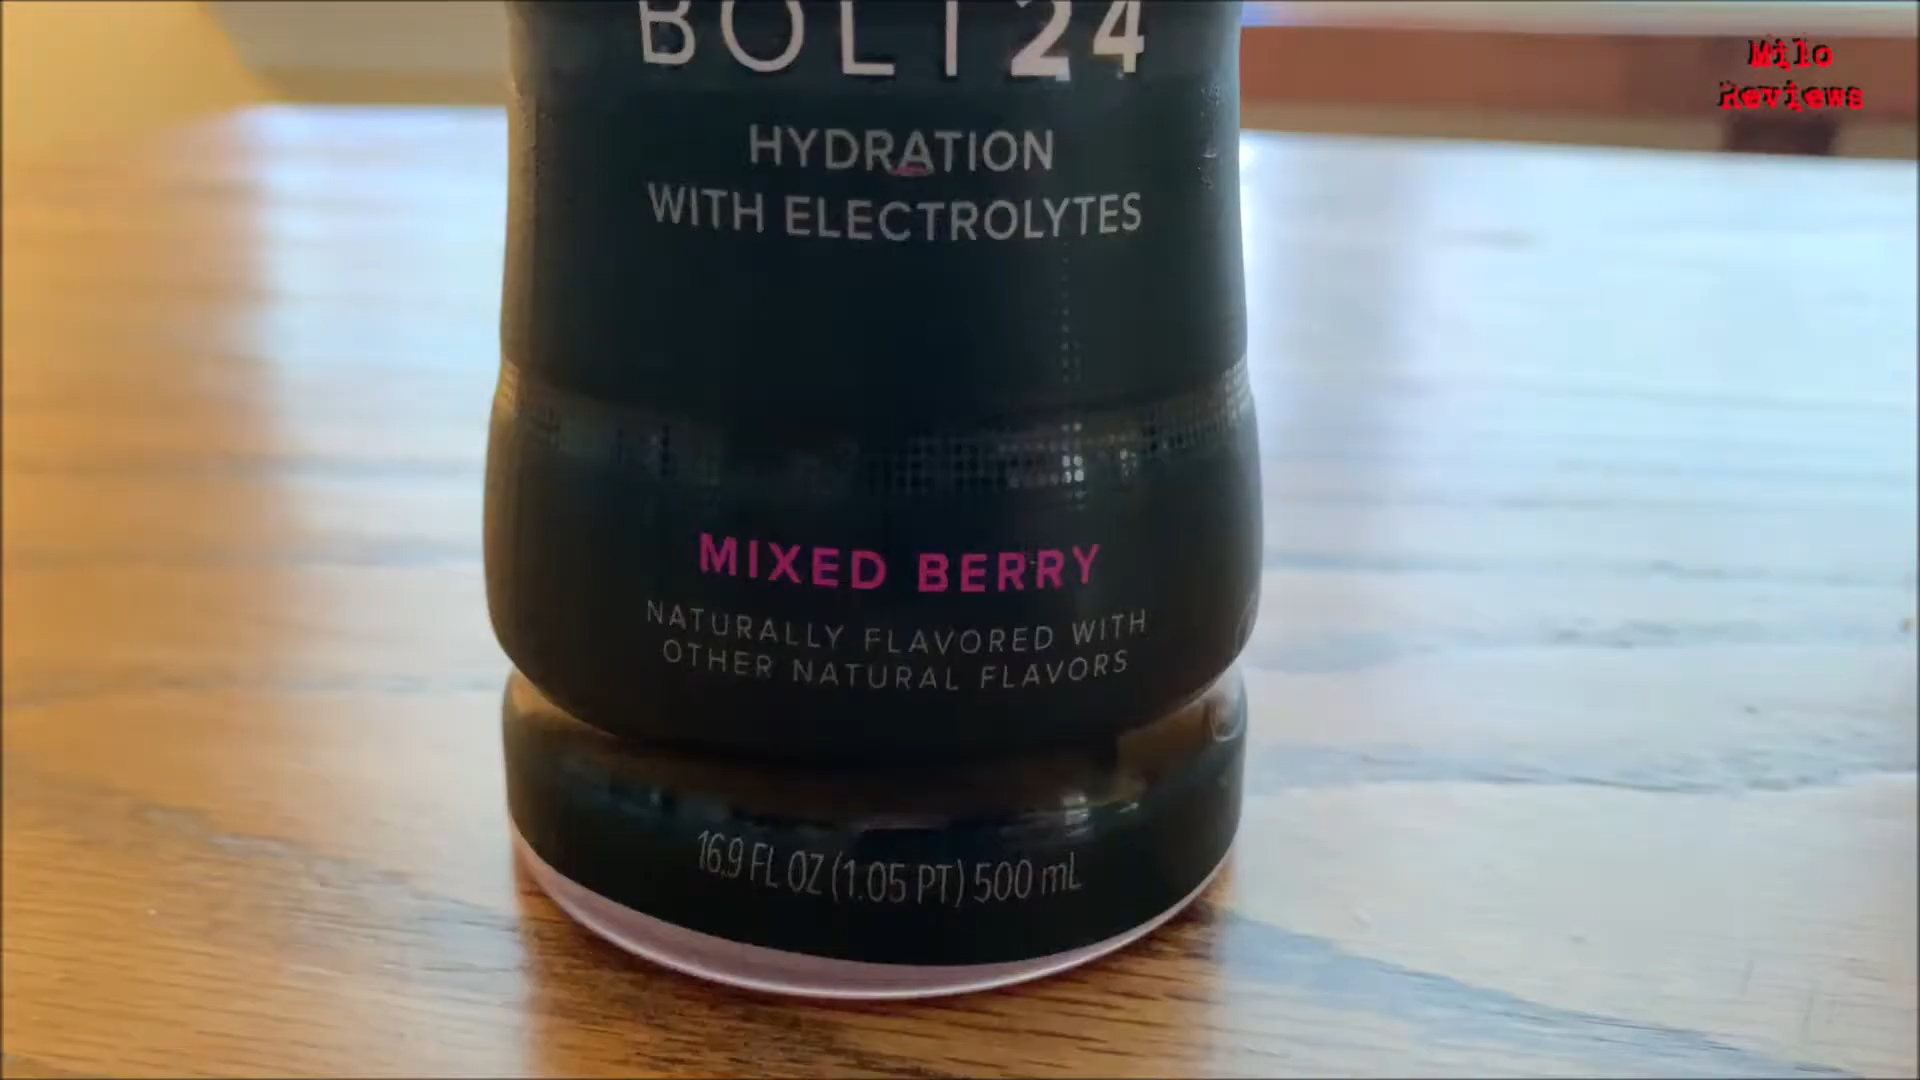 BOLT24
HYDRATION
WITH ELECTROLYTES
MIXED BERRY
NATURALLY FLAVORED WITH
OTHER NATURAL FLAVORS
16.9 FL OZ (1.05 PT) 500 mL
Milo
Reviews